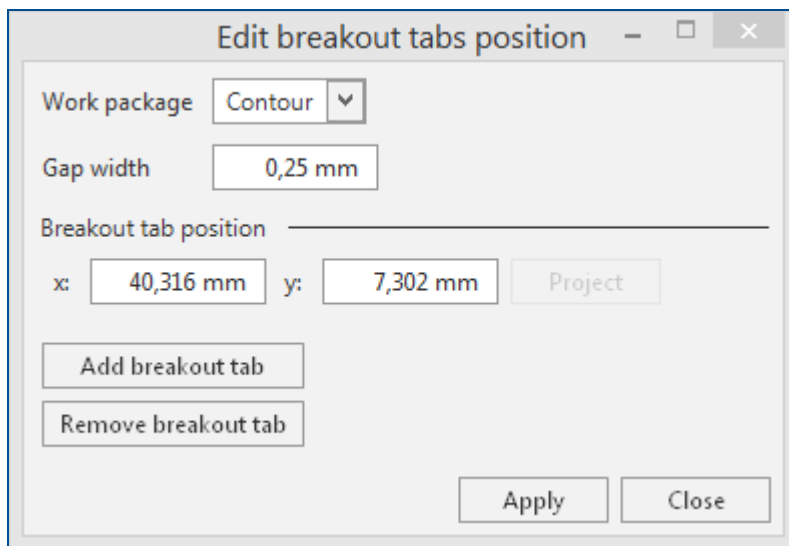 Edit breakout tabs position
Work package Contour
Gap width 0,25 mm
Breakout tab position
x: 40,316 mm y: 7,302 mm Project
Add breakout tab
Remove breakout tab
Apply Close